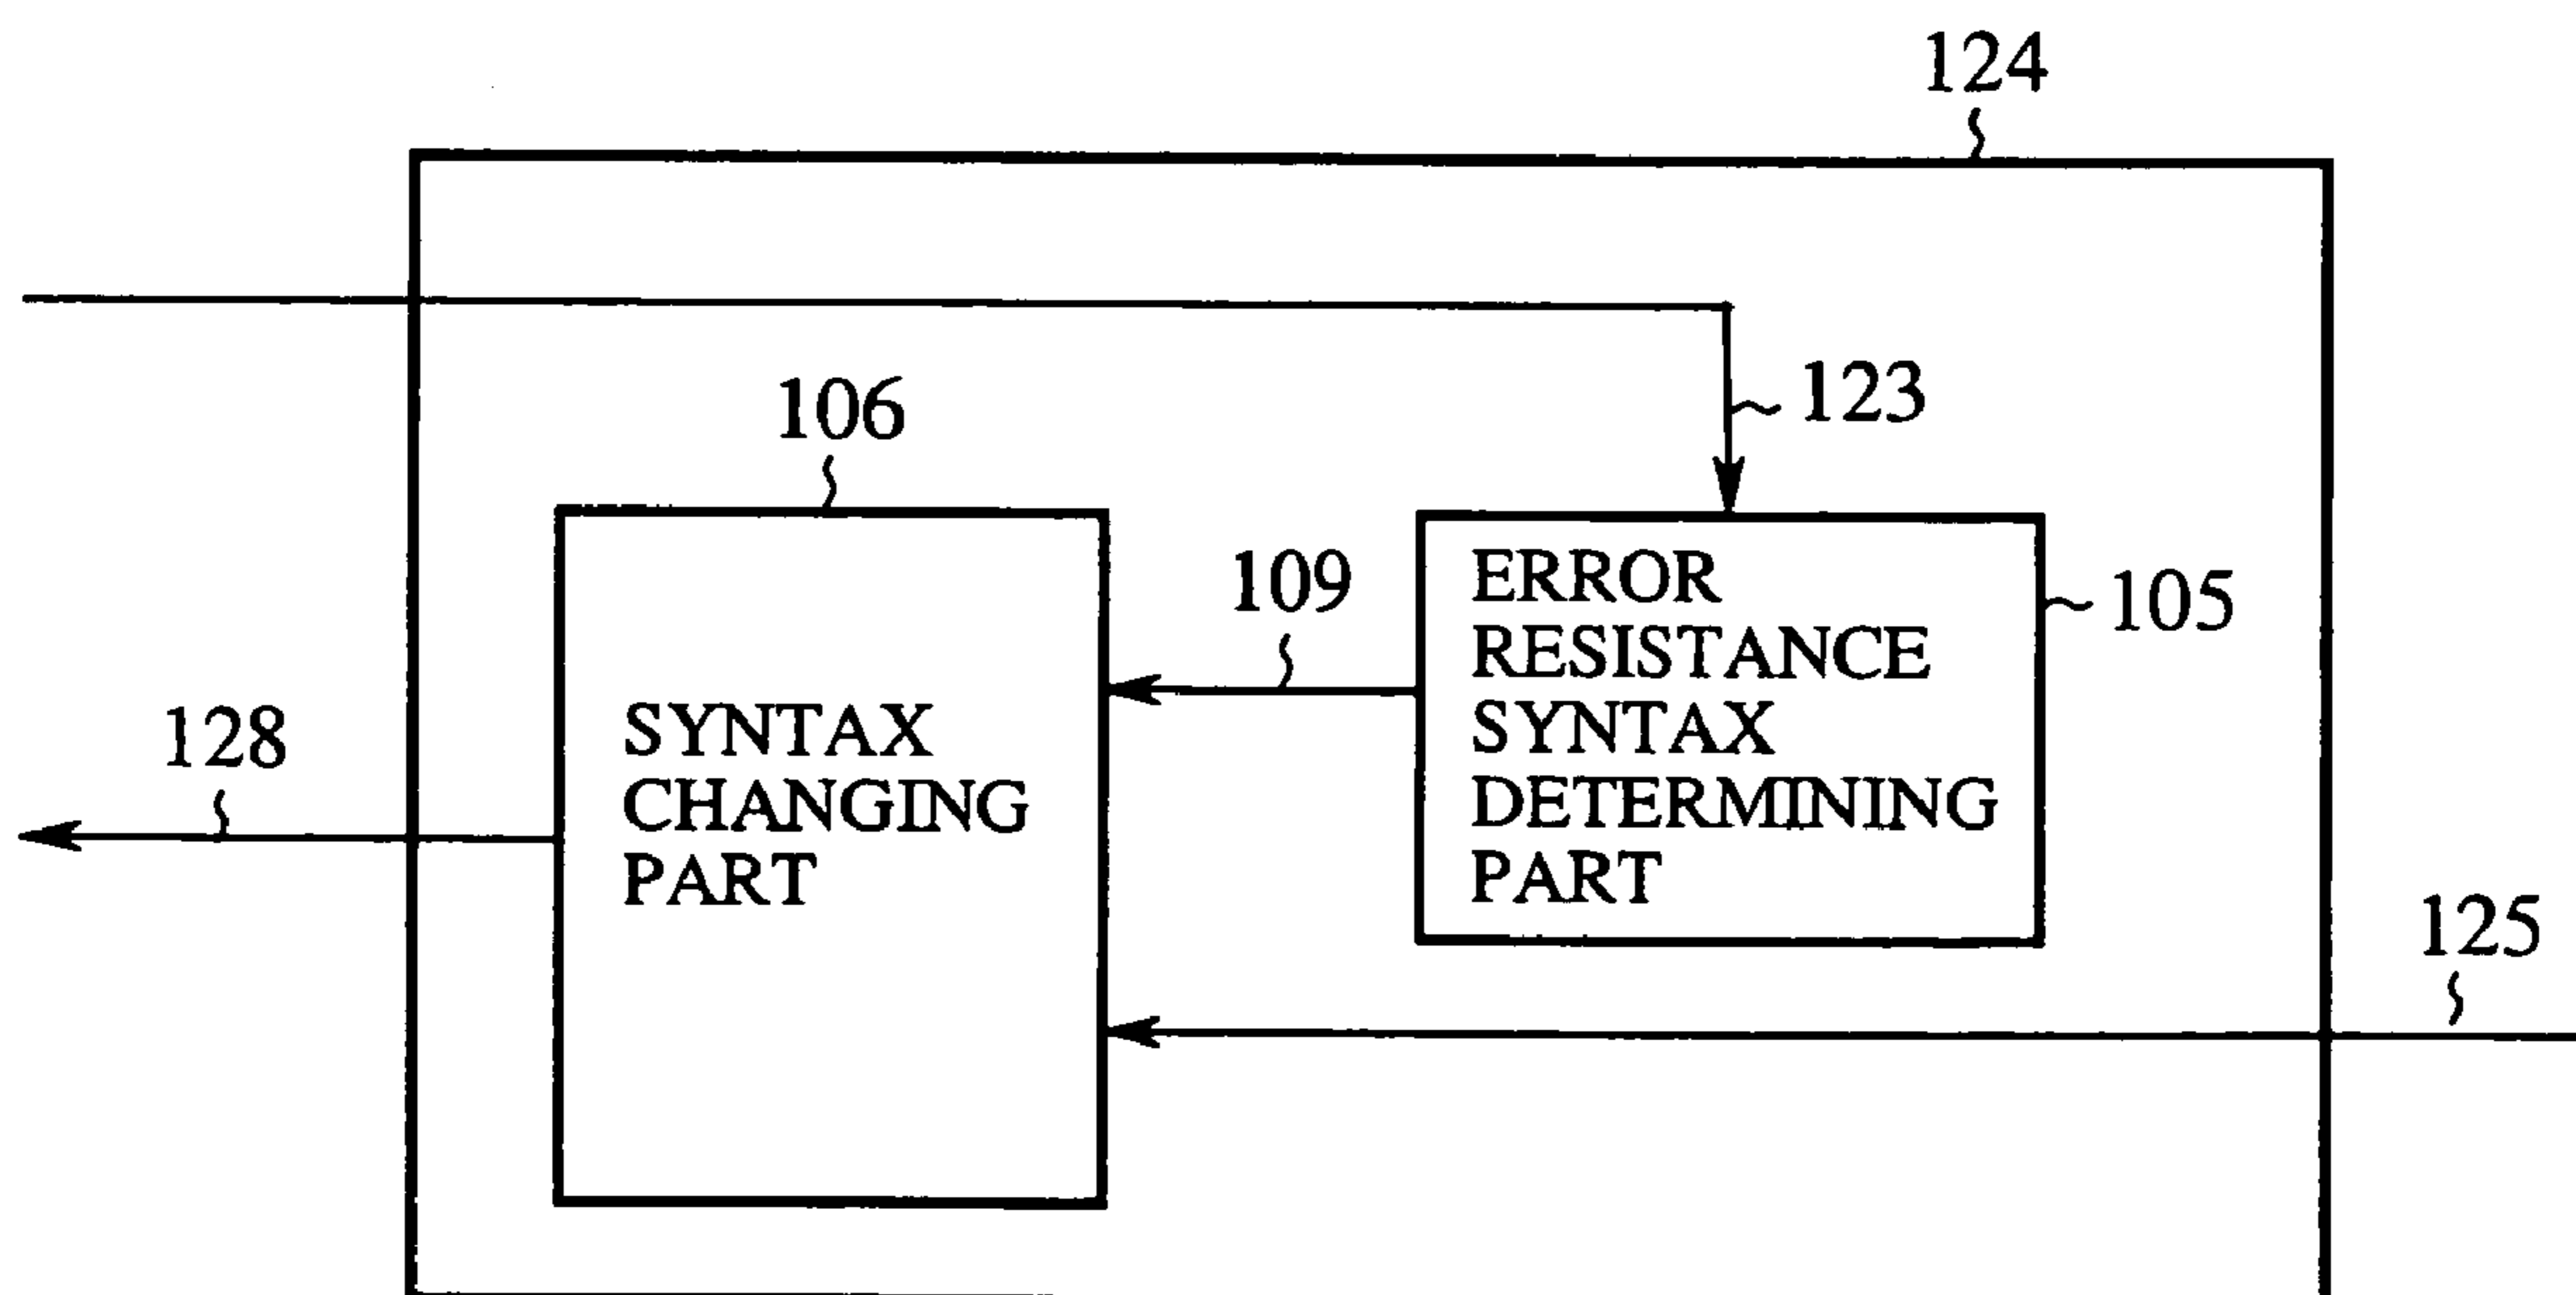 124
123
106
109
ERROR
RESISTANCE
SYNTAX
DETERMINING
PART
105
SYNTAX
CHANGING
PART
128
125